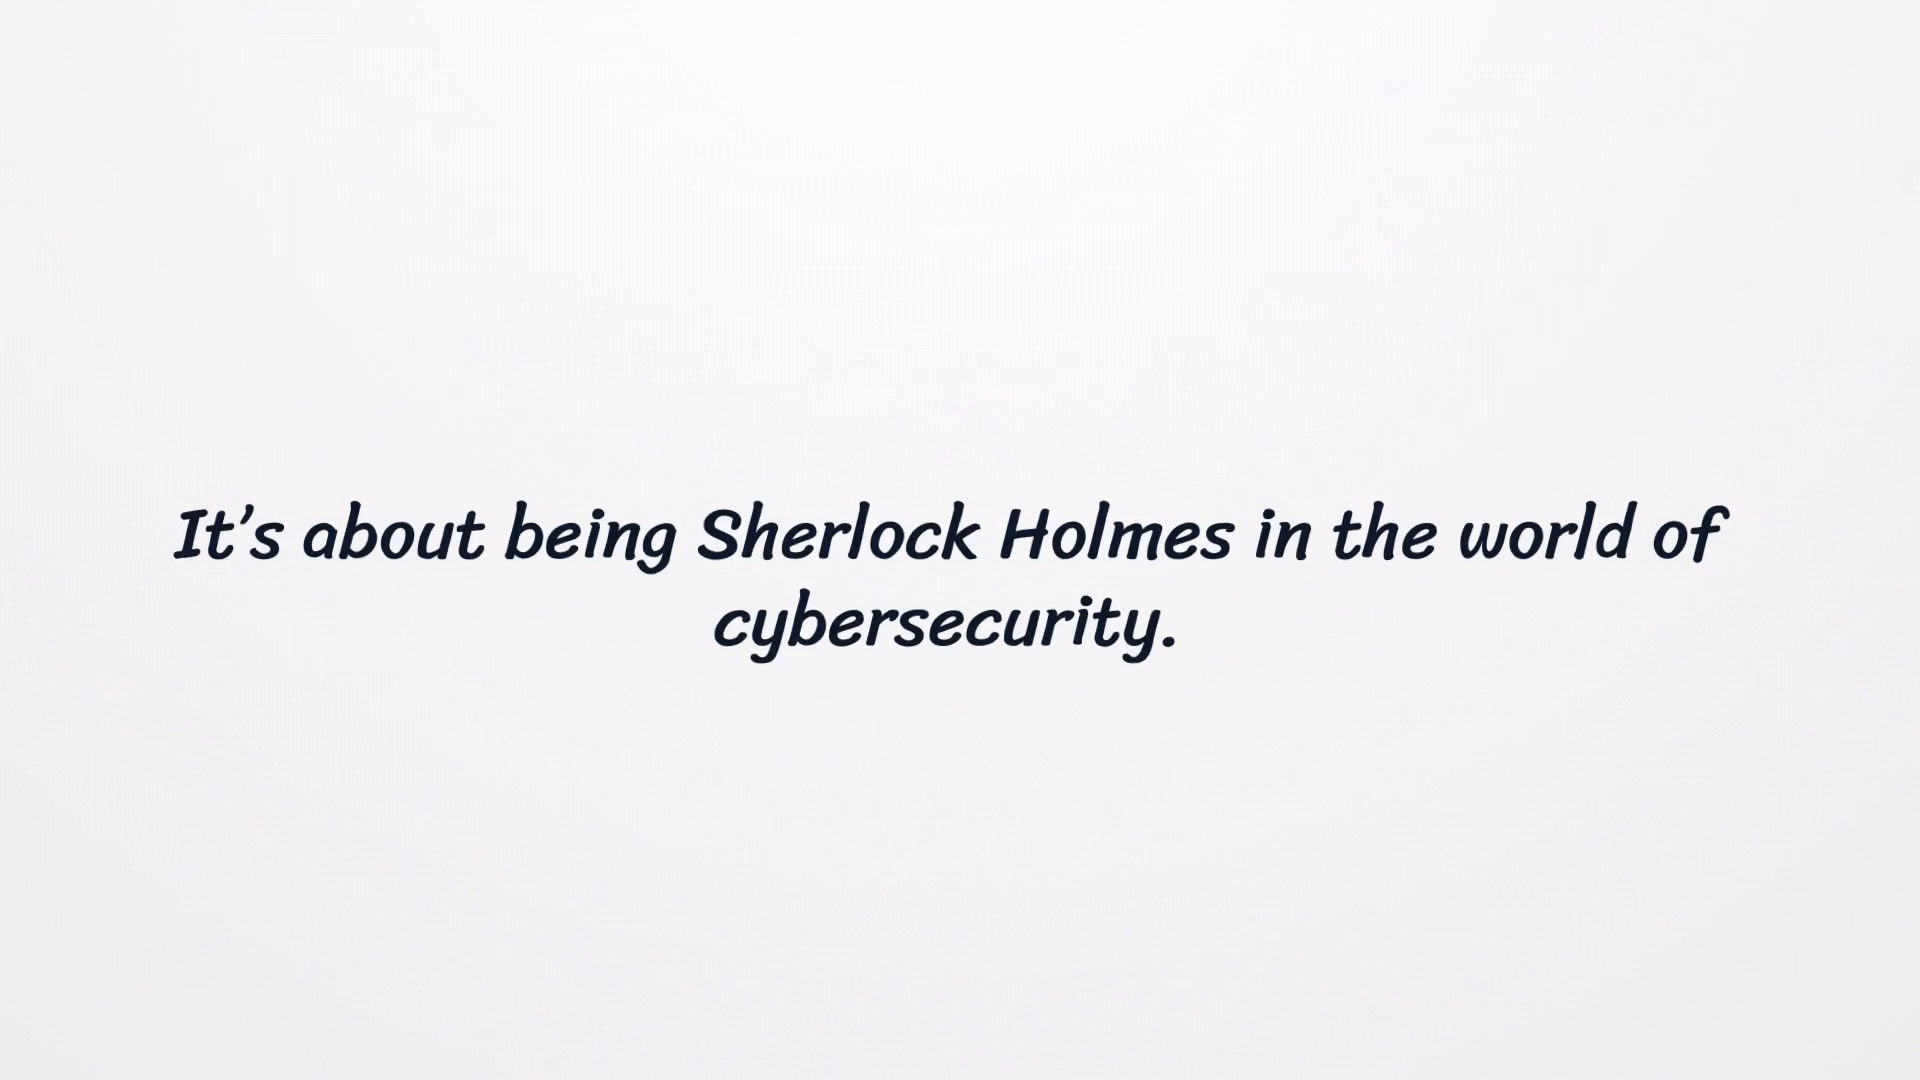 It’s about being Sherlock Holmes in the world of
cybersecurity.